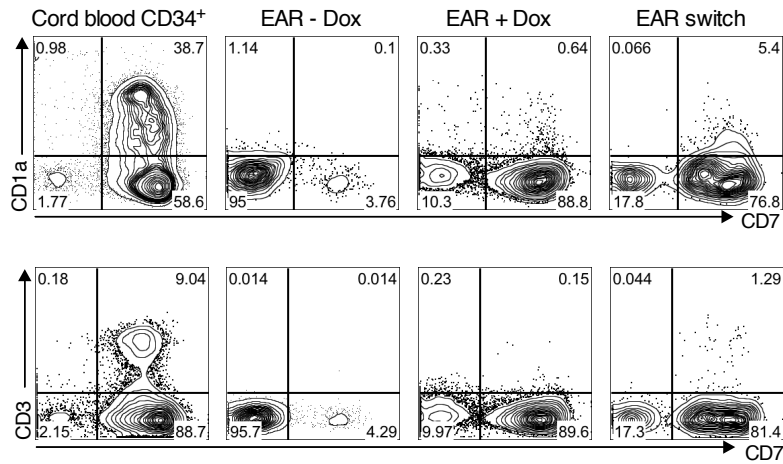 Cord blood CD34+ EAR - Dox EAR + Dox EAR switch
0.98 38.7 1.14 0.1 0.33 0.64 0.066 5.4
CD1a
1.77 58.6 95 3.76 10.3 88.8 17.8 76.8
CD7
0.18 9.04 0.014 0.014 0.23 0.15 0.044 1.29
CD3
2.15 88.7 95.7 4.29 9.97 89.6 17.3 81.4
CD7